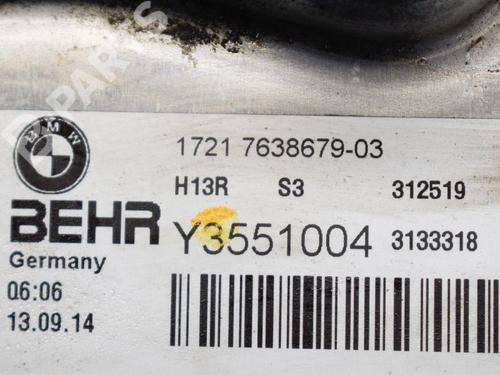 BMW
1721 7638679-03
H13R S3 312519
BEHR Y3551004 3133318
Germany
06:06
13.09.14